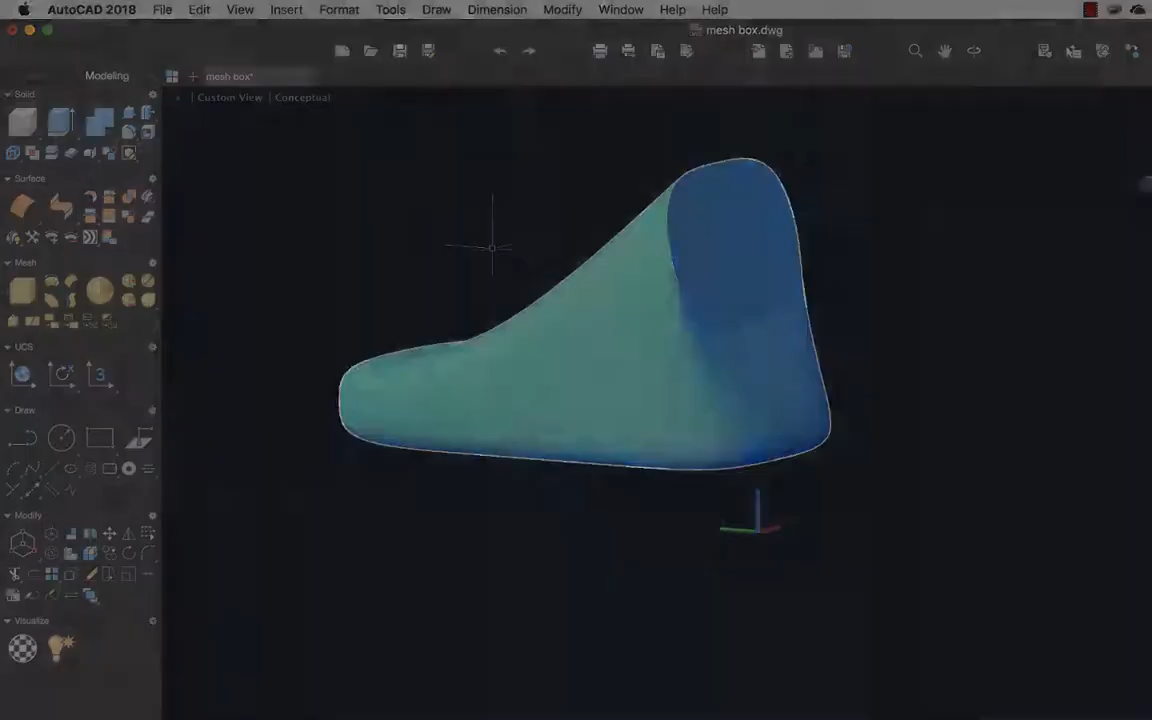 AutoCAD 2018 File Edit View Insert Format Tools Draw Dimension Modify Window Help Help
mesh box.dwg
Modeling
mesh box*
Solid
Custom View Conceptual
Surface
Mesh
UCS
3
Draw
Modify
Visualize